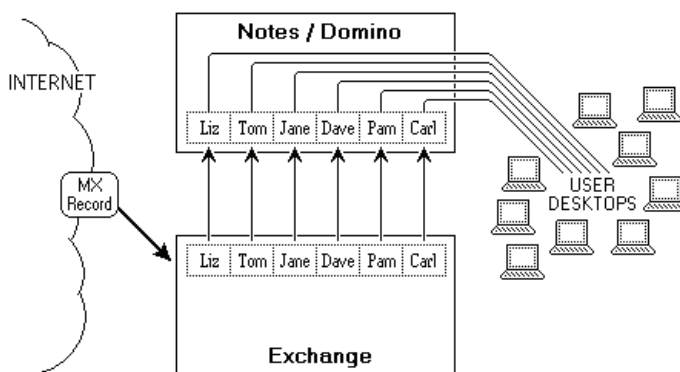 Notes / Domino
INTERNET
Liz Tom Jane Dave Pam Carl
MX
Record
USER
DESKTOPS
Liz Tom Jane Dave Pam Carl
Exchange